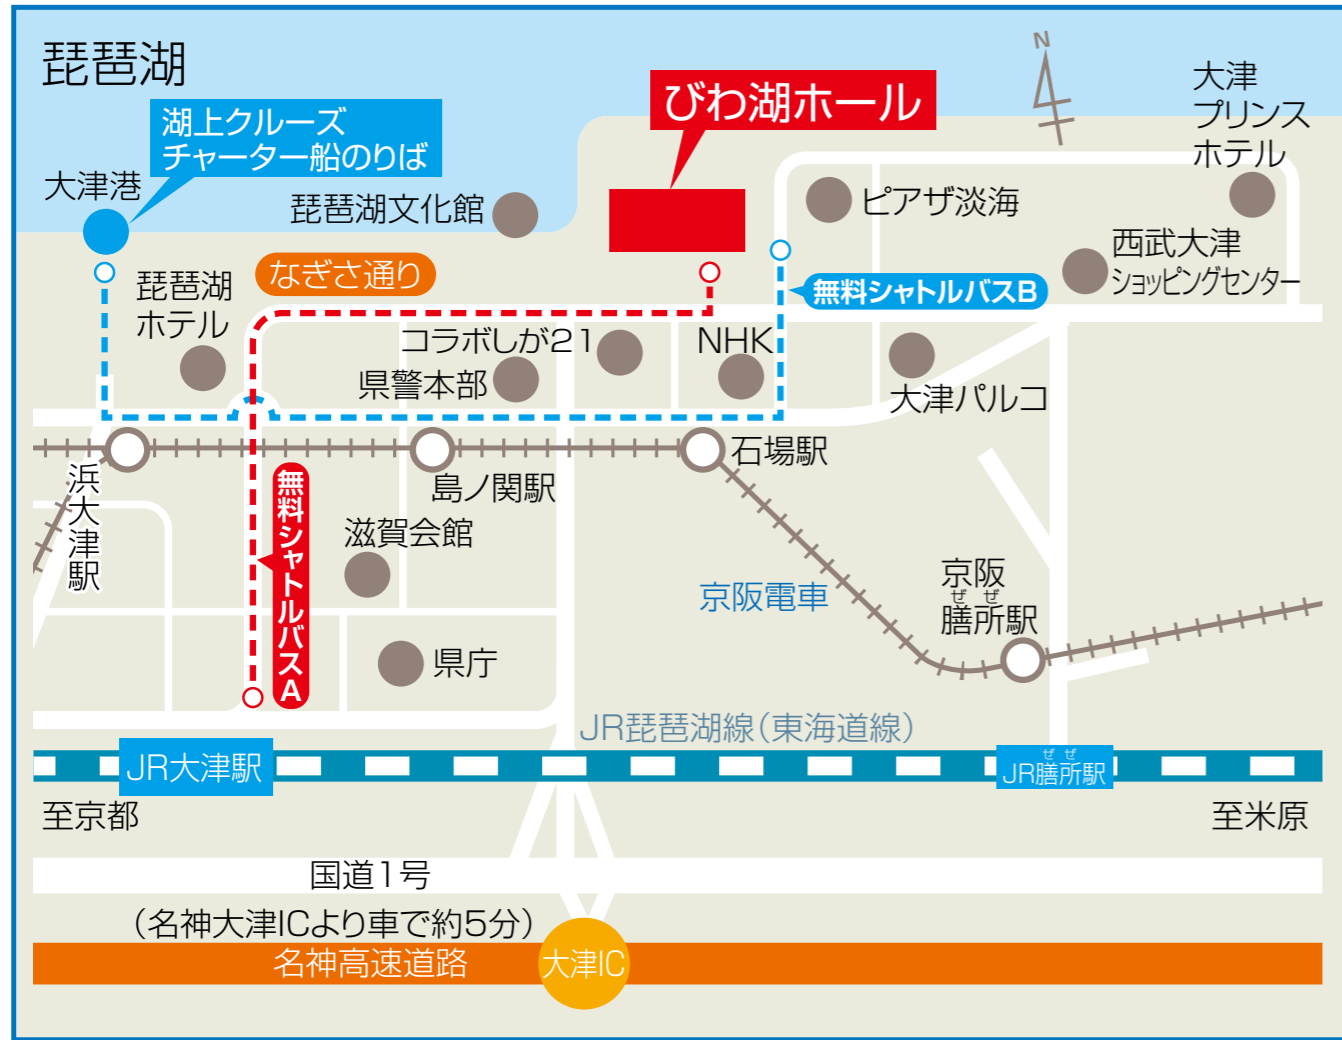 琵琶湖
N
大津
プリンス
ホテル
びわ湖ホール
湖上クルーズ
チャーター船のりば
大津港
琵琶湖文化館
ピアザ淡海
西武大津
ショッピングセンター
なぎさ通り
琵琶湖
ホテル
無料シャトルバスB
コラボしが21
NHK
県警本部
大津パルコ
浜大津駅
島ノ関駅
石場駅
無料シャトルバスA
滋賀会館
京阪電車
京阪
ぜぜ
膳所駅
県庁
JR琵琶湖線(東海道線)
JR大津駅
ぜぜ
JR膳所駅
至京都
至米原
国道1号
(名神大津ICより車で約5分)
名神高速道路
大津IC